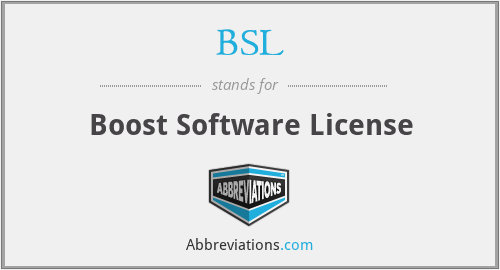 BSL
stands for
Boost Software License
ABBREVIATIONS
Abbreviations.com